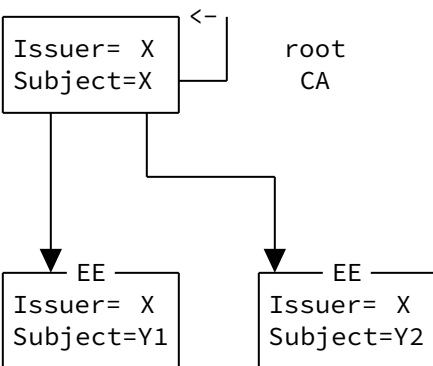 <-
Issuer= X root
Subject=X CA
EE EE
Issuer= X Issuer= X
Subject=Y1 Subject=Y2